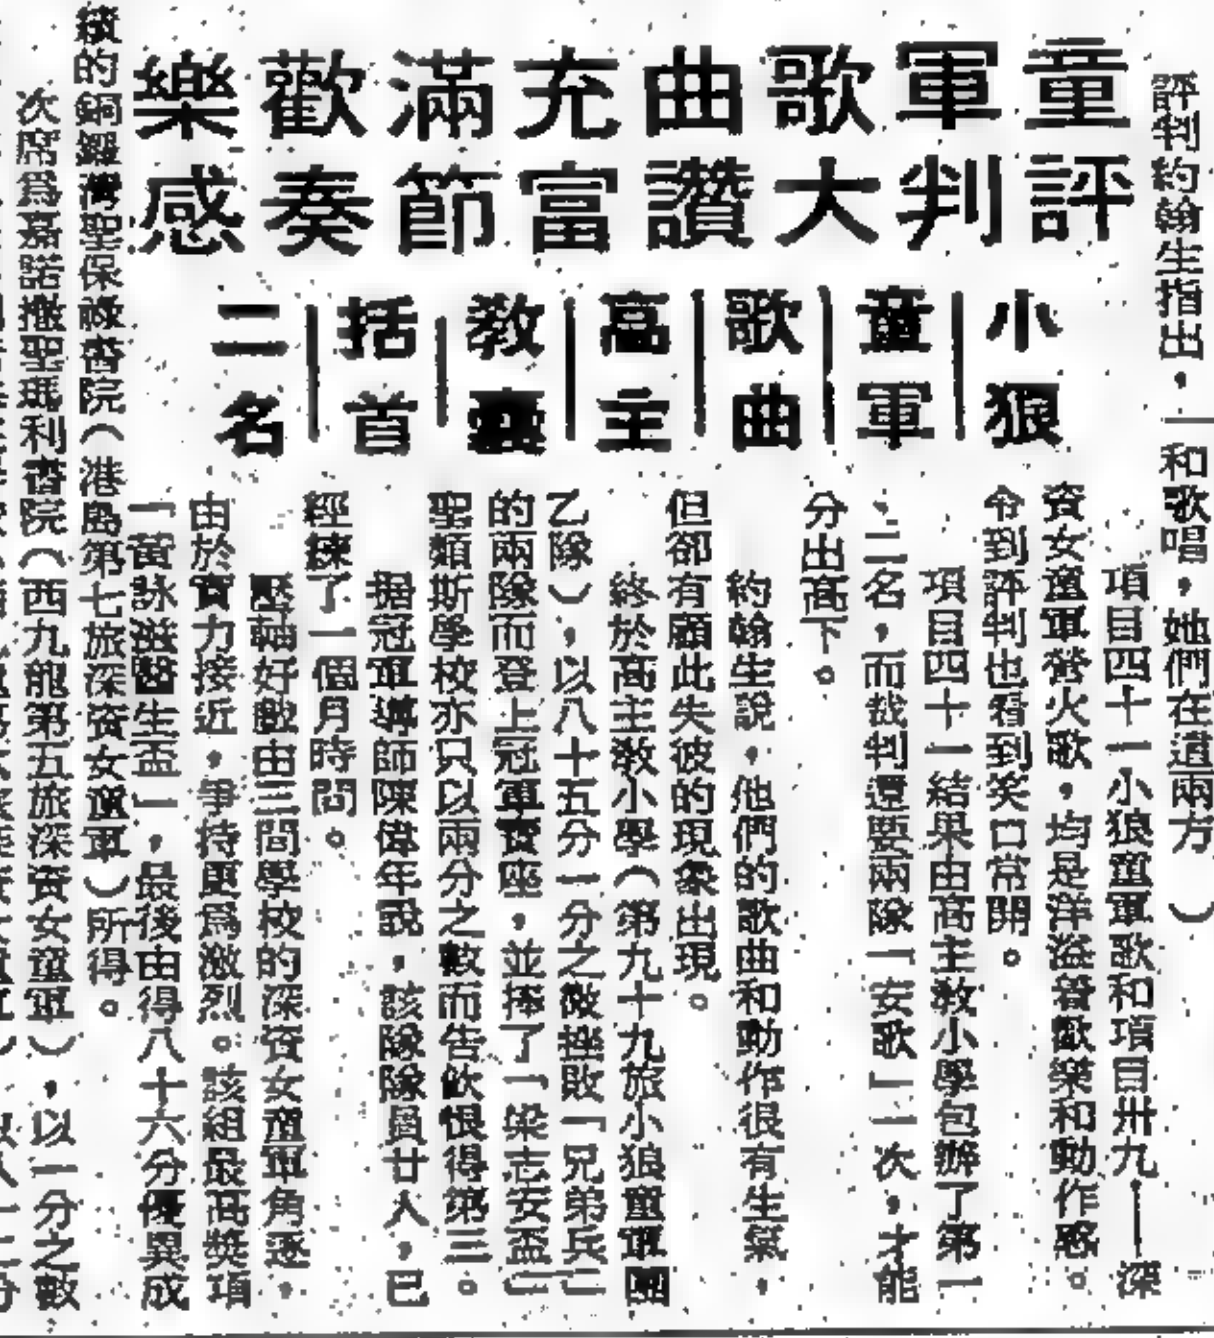 童軍歌曲充滿歡樂
評判大讚富節奏感
小狼
童軍
歌曲
高主
教囊
括首
二名
評判約翰生指出，「和歌唱，她們在這兩方）
項目四十一小狼童軍歌和項目卅九——深
資女童軍營火歌，均是洋溢着歡樂和動作感。
令到評判也看到笑口常開。
項目四十一結果由高主教小學包辦了第一
、二名，而裁判還要兩隊「安歌」一次，才能
分出高下。
約翰生說，他們的歌曲和動作很有生氣，
但卻有顧此失彼的現象出現。
終於高主教小學（第九十九旅小狼童軍團
乙隊），以八十五分一分之微挫敗「兄弟兵」
的兩隊而登上冠軍寶座，並捧了「梁志安盃」
聖類斯學校亦只以兩分之數而告飲恨得第三。
据冠軍導師陳偉年說，該隊隊員廿人，已
經練了一個月時間。
壓軸好戲由三間學校的深資女童軍角逐，
由於實力接近，爭持更爲激烈。該組最高獎項
「黃詠滋醫生盃」，最後由得八十六分優異成
績的銅鑼灣聖保祿書院（港島第七旅深資女童軍）所得。
次席爲嘉諾撒聖瑪利書院（西九龍第五旅深資女童軍），以一分之數